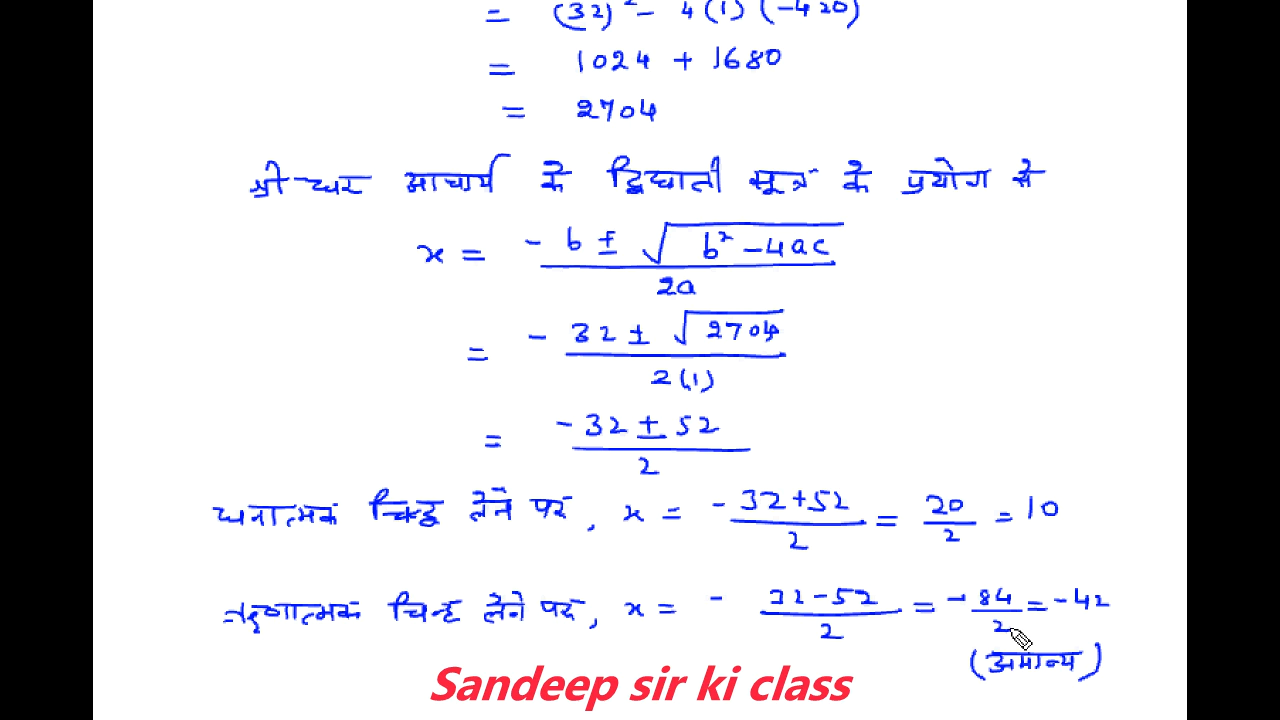 = (32)² - 4(1)(-420)
= 1024 + 1680
= 2704
श्रीधर आचार्य के द्विघाती सूत्र के प्रयोग से
x = (-b ± √(b² - 4ac)) / 2a
= (-32 ± √2704) / 2(1)
= (-32 ± 52) / 2
धनात्मक चिन्ह लेने पर, x = (-32+52) / 2 = 20/2 = 10
ऋणात्मक चिन्ह लेने पर, x = (-32-52) / 2 = -84/2 = -42
(अमान्य)
Sandeep sir ki class